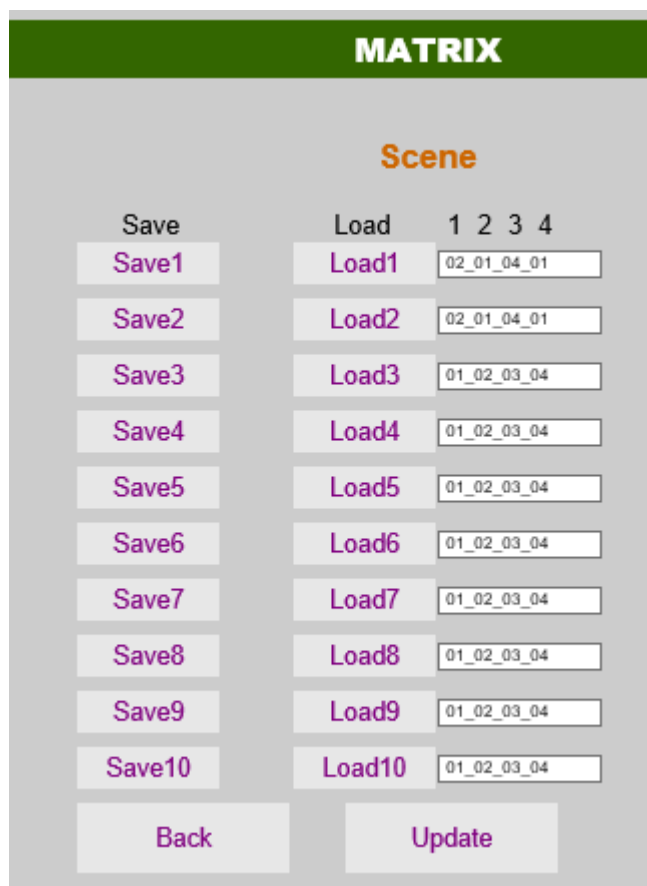 MATRIX
Scene
Save Load 1 2 3 4
Save1 Load1 02_01_04_01
Save2 Load2 02_01_04_01
Save3 Load3 01_02_03_04
Save4 Load4 01_02_03_04
Save5 Load5 01_02_03_04
Save6 Load6 01_02_03_04
Save7 Load7 01_02_03_04
Save8 Load8 01_02_03_04
Save9 Load9 01_02_03_04
Save10 Load10 01_02_03_04
Back Update